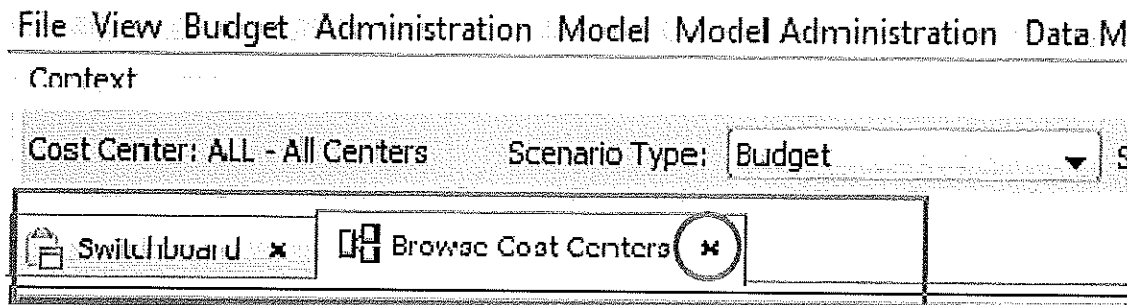 File View Budget Administration Model Model Administration Data M
Context
Cost Center: ALL - All Centers Scenario Type: Budget S
Switchboard x Browse Cost Centers x